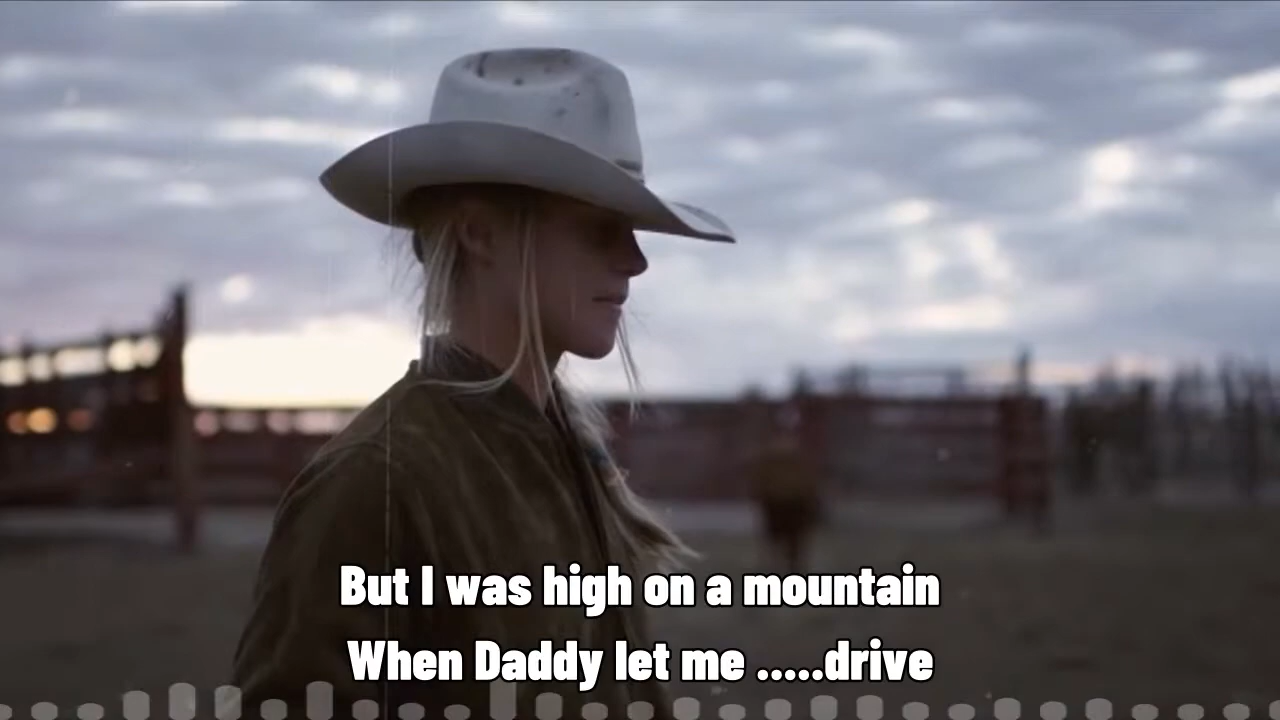 But I was high on a mountain
When Daddy let me .....drive